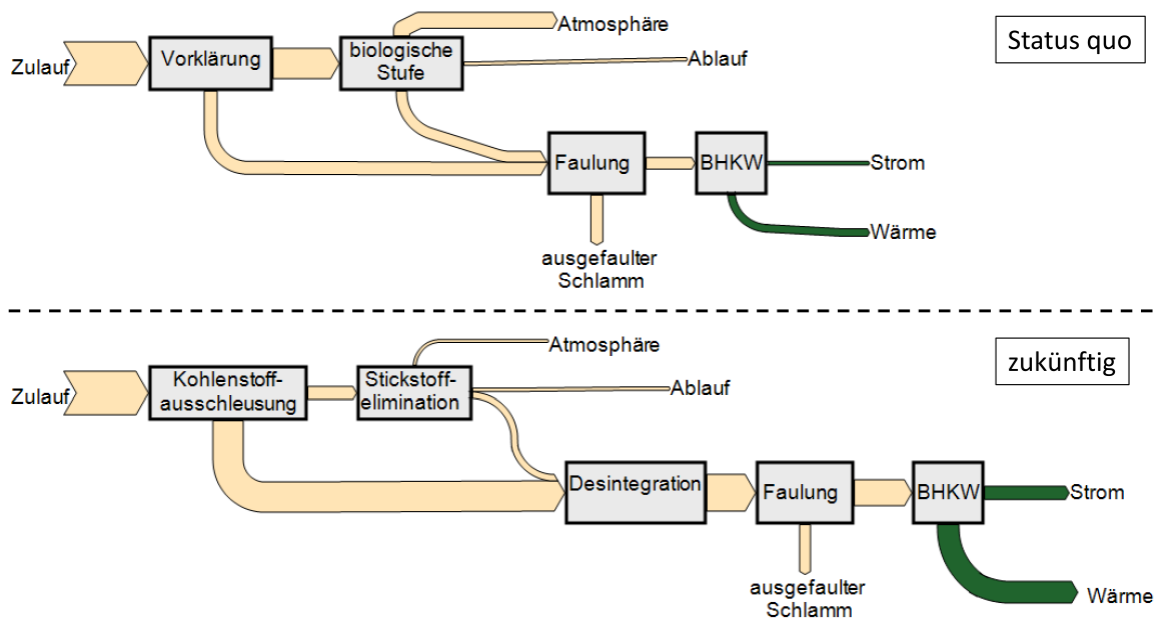 Status quo
Atmosphäre
Zulauf
Vorklärung
biologische
Stufe
Ablauf
Faulung
BHKW
Strom
Wärme
ausgefaulter
Schlamm
zukünftig
Atmosphäre
Zulauf
Kohlenstoff-
ausschleusung
Stickstoff-
elimination
Ablauf
Desintegration
Faulung
BHKW
Strom
Wärme
ausgefaulter
Schlamm